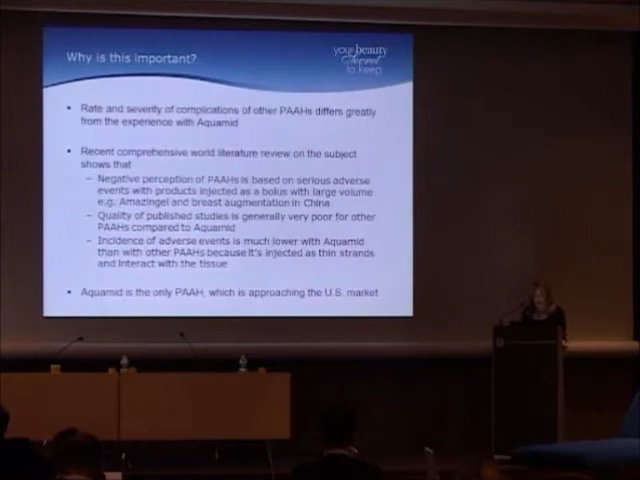 Why is this important?
your beauty
Secret
to keep
• Rate and severity of complications of other PAAHs differs greatly
from the experience with Aquamid
• Recent comprehensive world literature review on the subject
shows that
– Negative perception of PAAHs is based on serious adverse
events with products injected as a bolus with large volume
e.g. Amazingel and breast augmentation in China
– Quality of published studies is generally very poor for other
PAAHs compared to Aquamid
– Incidence of adverse events is much lower with Aquamid
than with other PAAHs because it's injected as thin strands
and interact with the tissue
• Aquamid is the only PAAH, which is approaching the U.S. market